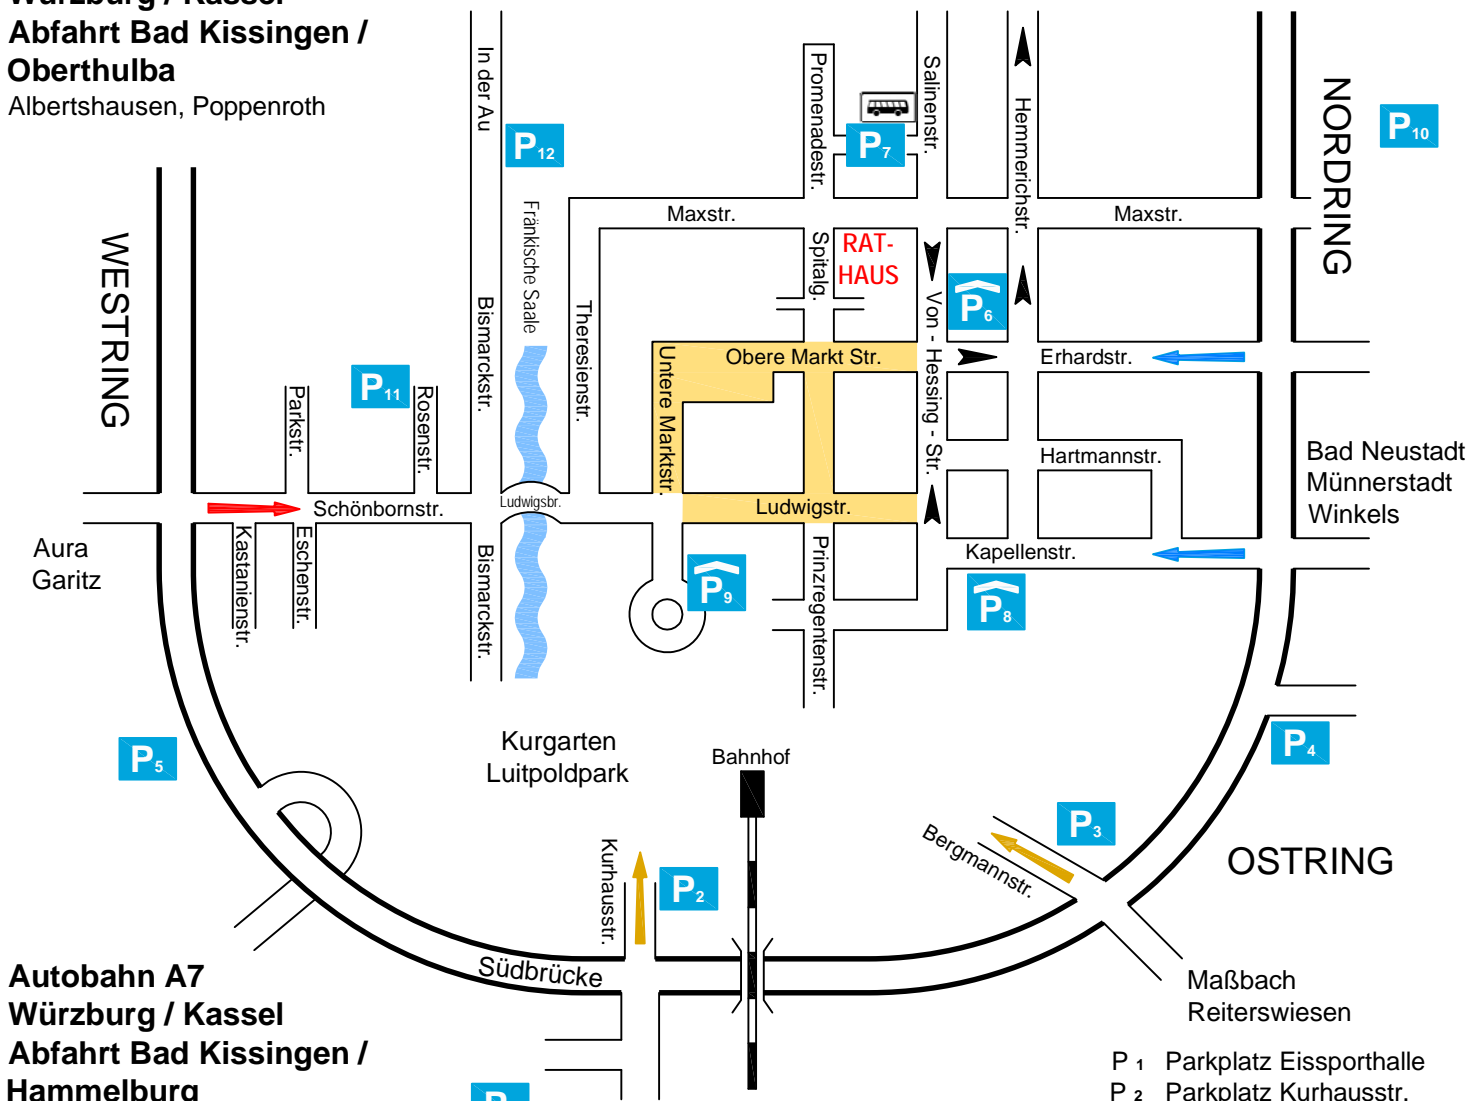 Würzburg / Kassel
Abfahrt Bad Kissingen /
Oberthulba
Albertshausen, Poppenroth
In der Au
P12
Promenadestr.
P7
Salinenstr.
Hemmerichstr.
NORDRING
P10
WESTRING
Fränkische Saale
Maxstr.
Maxstr.
Spitalg.
RAT-
HAUS
P6
Bismarckstr.
Theresienstr.
Von - Hessing - Str.
Untere Marktstr.
Obere Markt Str.
Erhardstr.
P11
Parkstr.
Rosenstr.
Hartmannstr.
Bad Neustadt
Münnerstadt
Winkels
Schönbornstr.
Ludwigsbr.
Ludwigstr.
Aura
Garitz
Kastanienstr.
Eschenstr.
Bismarckstr.
P9
Prinzregentenstr.
Kapellenstr.
P8
P5
Kurgarten
Luitpoldpark
Bahnhof
P4
P3
Bergmannstr.
OSTRING
Kurhausstr.
P2
Südbrücke
Autobahn A7
Würzburg / Kassel
Abfahrt Bad Kissingen /
Hammelburg
Maßbach
Reiterswiesen
P 1 Parkplatz Eissporthalle
P 2 Parkplatz Kurhausstr.